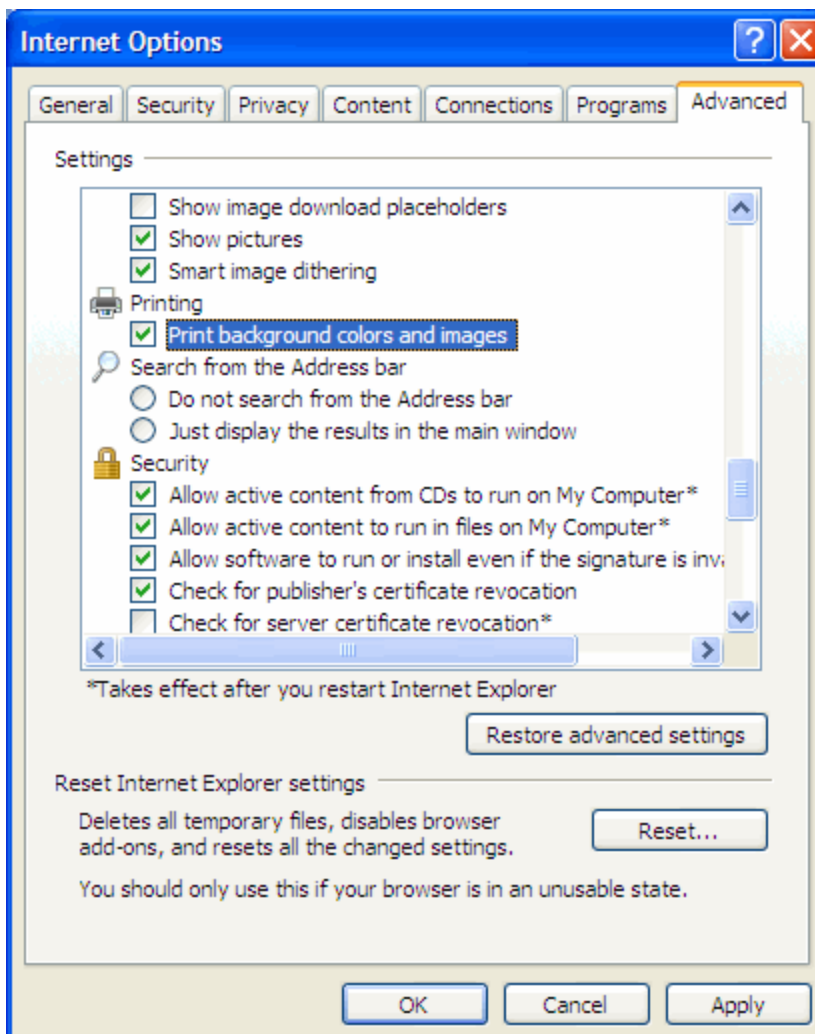 Internet Options
General Security Privacy Content Connections Programs Advanced
Settings
Show image download placeholders
Show pictures
Smart image dithering
Printing
Print background colors and images
Search from the Address bar
Do not search from the Address bar
Just display the results in the main window
Security
Allow active content from CDs to run on My Computer*
Allow active content to run in files on My Computer*
Allow software to run or install even if the signature is inva
Check for publisher's certificate revocation
Check for server certificate revocation*
*Takes effect after you restart Internet Explorer
Restore advanced settings
Reset Internet Explorer settings
Deletes all temporary files, disables browser
add-ons, and resets all the changed settings.
Reset...
You should only use this if your browser is in an unusable state.
OK Cancel Apply